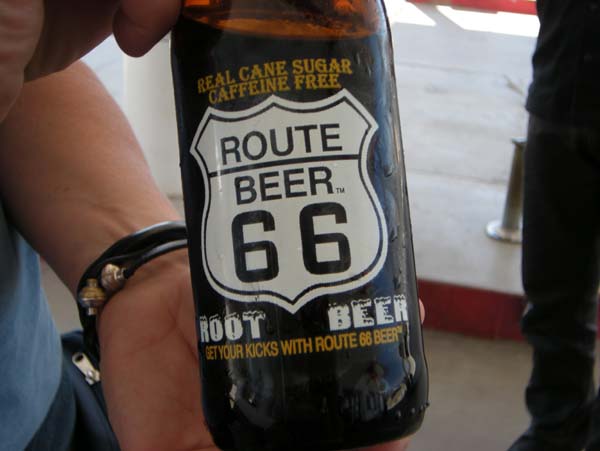 REAL CANE SUGAR
CAFFEINE FREE
ROUTE
BEER™
66
ROOT BEER
GET YOUR KICKS WITH ROUTE 66 BEER™